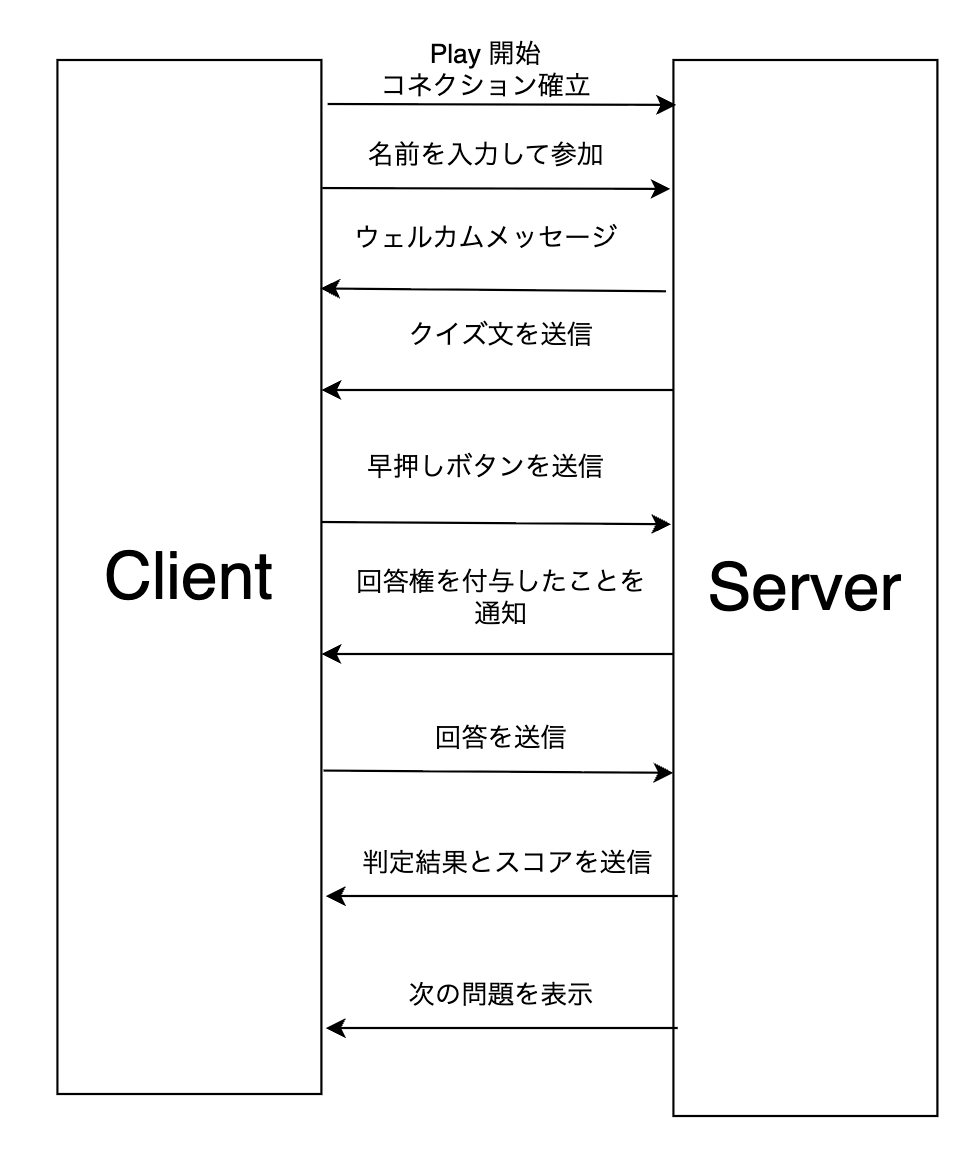 Play 開始
コネクション確立
名前を入力して参加
ウェルカムメッセージ
クイズ文を送信
早押しボタンを送信
Client
回答権を付与したことを
通知
Server
回答を送信
判定結果とスコアを送信
次の問題を表示